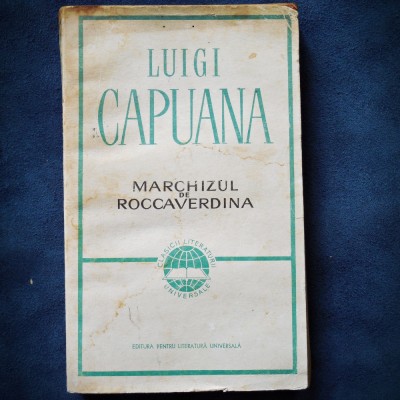 LUIGI
CAPUANA
MARCHIZUL
DE
ROCCAVERDINA
CLASICII LITERATURII
UNIVERSALE
EDITURA PENTRU LITERATURĂ UNIVERSALĂ